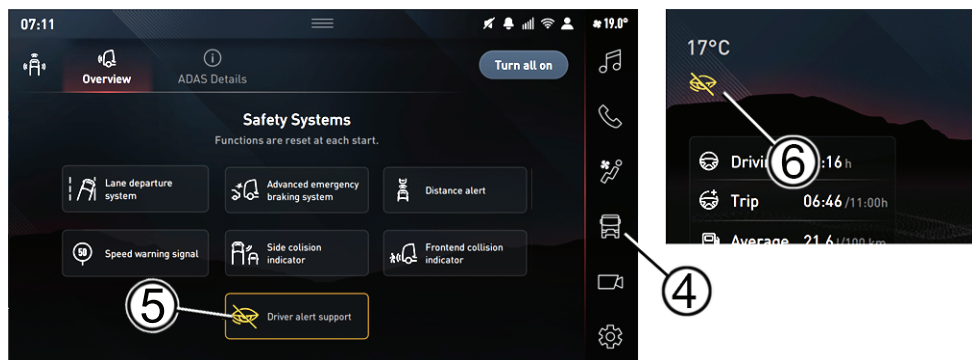 07:11
19.0°
Overview
ADAS Details
Turn all on
Safety Systems
Functions are reset at each start.
Lane departure
system
Advanced emergency
braking system
Distance alert
50
Speed warning signal
Side colision
indicator
Frontend collision
indicator
Driver alert support
5
4
17°C
6
:16 h
Trip 06:46 /11:00h
Average 21.6 l/100 km